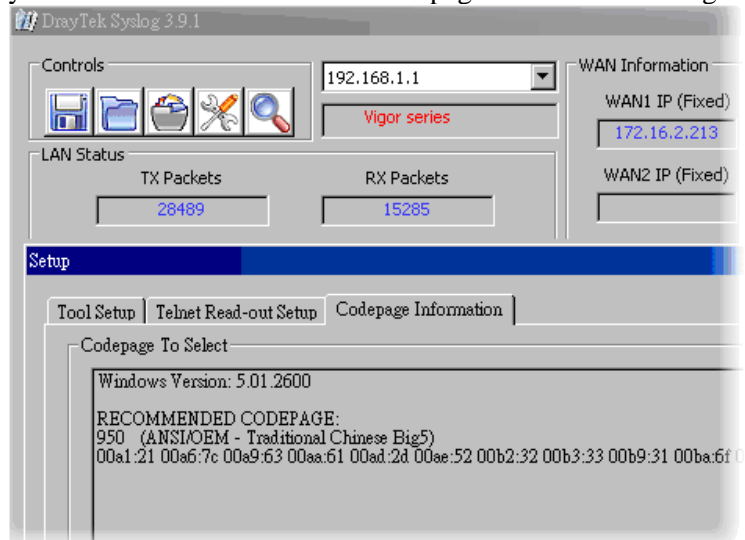 DrayTek Syslog 3.9.1
Controls
192.168.1.1
Vigor series
WAN Information
WAN1 IP (Fixed)
172.16.2.213
WAN2 IP (Fixed)
LAN Status
TX Packets
RX Packets
28489
15285
Setup
Tool Setup
Telnet Read-out Setup
Codepage Information
Codepage To Select
Windows Version: 5.01.2600
RECOMMENDED CODEPAGE:
950 (ANSI/OEM - Traditional Chinese Big5)
00a1:21 00a6:7c 00a9:63 00aa:61 00ad:2d 00ae:52 00b2:32 00b3:33 00b9:31 00ba:6f